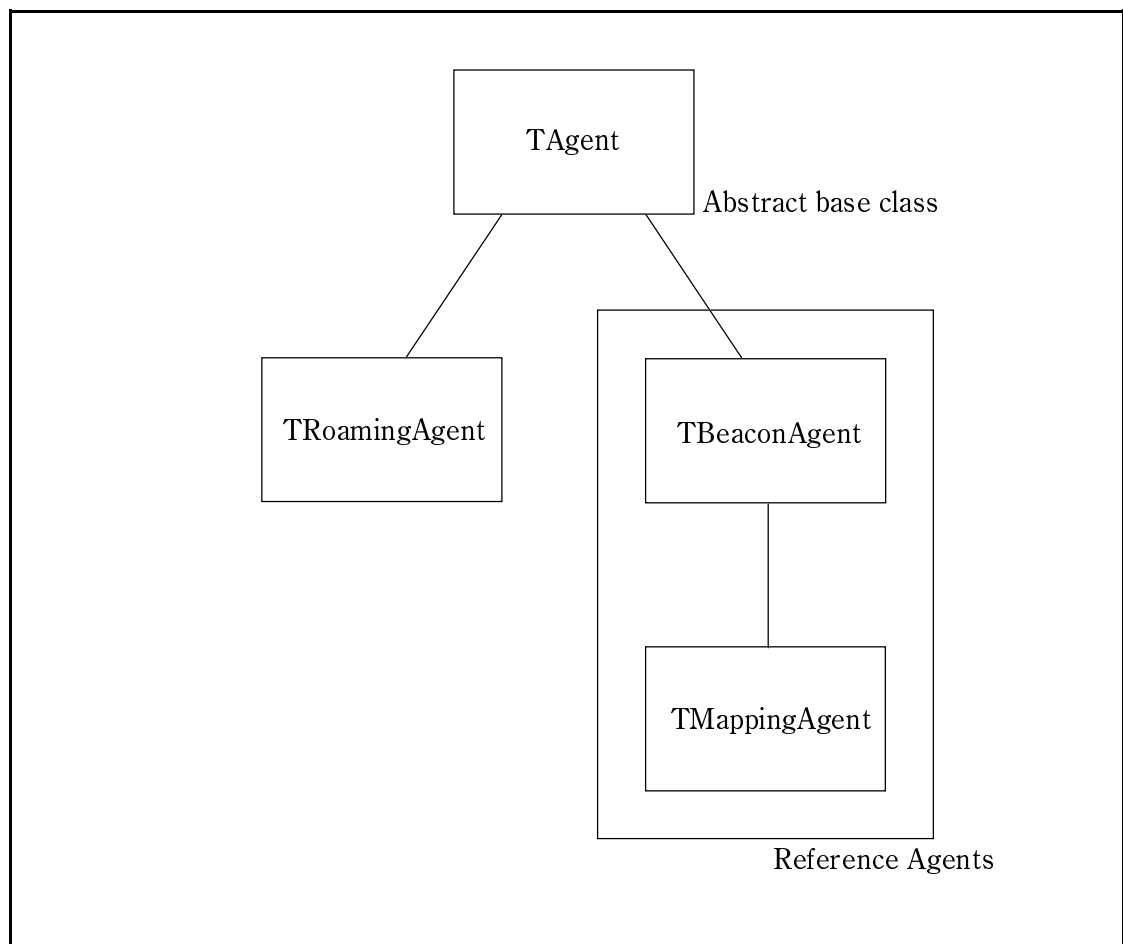 TAgent
Abstract base class
TRoamingAgent
TBeaconAgent
TMappingAgent
Reference Agents